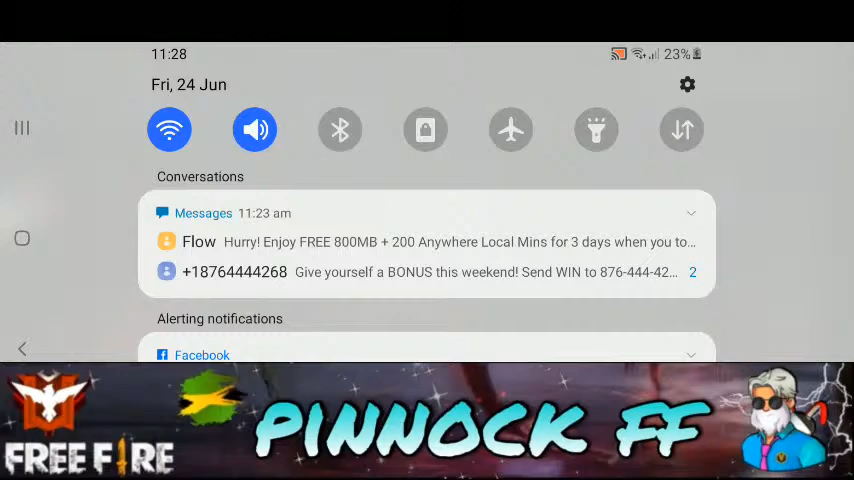 11:28
23%
Fri, 24 Jun
Conversations
Messages 11:23 am
Flow Hurry! Enjoy FREE 800MB + 200 Anywhere Local Mins for 3 days when you to...
+18764444268 Give yourself a BONUS this weekend! Send WIN to 876-444-42... 2
Alerting notifications
Facebook
PINNOCK FF
FREE FIRE